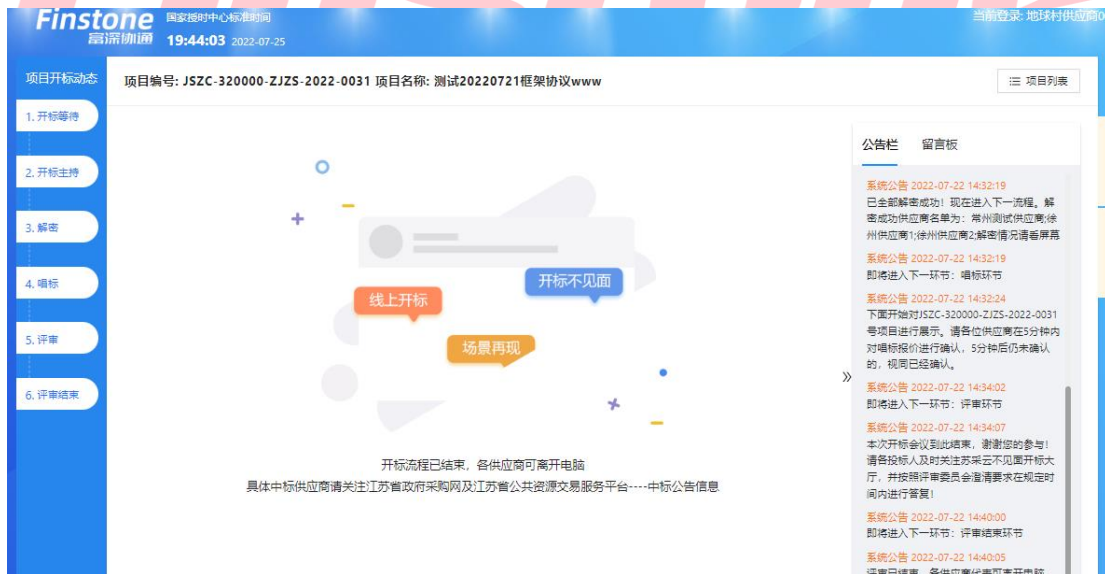 Finstone
富深协通
国家授时中心标准时间
19:44:03 2022-07-25
当前登录: 地球村供应商0
项目开标动态
1. 开标等待
2. 开标主持
3. 解密
4. 唱标
5. 评审
6. 评审结束
项目编号: JSZC-320000-ZJZS-2022-0031 项目名称: 测试20220721框架协议www
项目列表
线上开标
开标不见面
场景再现
开标流程已结束，各供应商可离开电脑
具体中标供应商请关注江苏省政府采购网及江苏省公共资源交易服务平台----中标公告信息
»
公告栏 留言板
系统公告 2022-07-22 14:32:19
已全部解密成功！现在进入下一流程。解
密成功供应商名单为：常州测试供应商;徐
州供应商1;徐州供应商2;解密情况请看屏幕
系统公告 2022-07-22 14:32:19
即将进入下一环节：唱标环节
系统公告 2022-07-22 14:32:24
下面开始对JSZC-320000-ZJZS-2022-0031
号项目进行展示。请各位供应商在5分钟内
对唱标报价进行确认，5分钟后仍未确认
的，视同已经确认。
系统公告 2022-07-22 14:34:02
即将进入下一环节：评审环节
系统公告 2022-07-22 14:34:07
本次开标会议到此结束，谢谢您的参与！
请各投标人及时关注苏采云不见面开标大
厅，并按照评审委员会澄清要求在规定时
间内进行答复！
系统公告 2022-07-22 14:40:00
即将进入下一环节：评审结束环节
系统公告 2022-07-22 14:40:05
评审已结束，各供应商代表可离开电脑